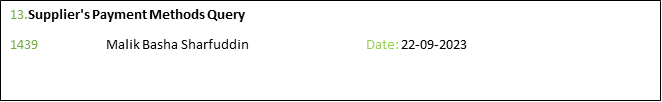 13.Supplier's Payment Methods Query
1439 Malik Basha Sharfuddin Date: 22-09-2023